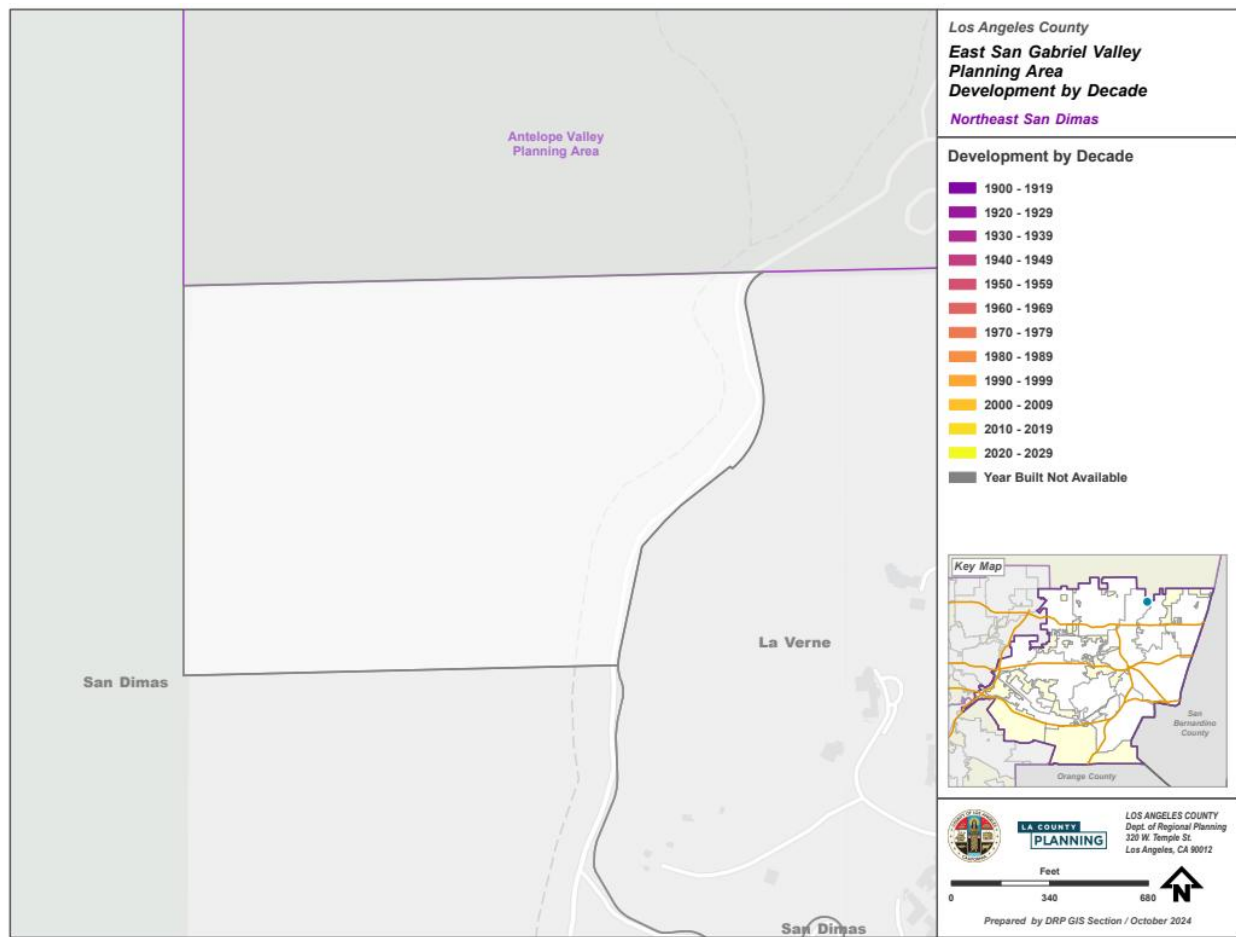 Los Angeles County
East San Gabriel Valley
Planning Area
Development by Decade
Northeast San Dimas
Development by Decade
1900 - 1919
1920 - 1929
1930 - 1939
1940 - 1949
1950 - 1959
1960 - 1969
1970 - 1979
1980 - 1989
1990 - 1999
2000 - 2009
2010 - 2019
2020 - 2029
Year Built Not Available
Antelope Valley
Planning Area
La Verne
San Dimas
San Dimas
Key Map
San
Bernardino
County
Orange County
LA COUNTY
PLANNING
LOS ANGELES COUNTY
Dept. of Regional Planning
320 W. Temple St.
Los Angeles, CA 90012
Feet
0 340 680
N
Prepared by DRP GIS Section / October 2024